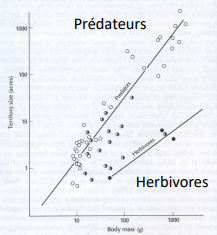 Prédateurs
1000
100
10
1
Territory size (acres)
Predators
Herbivores
Herbivores
10
100
1000
Body mass (g)